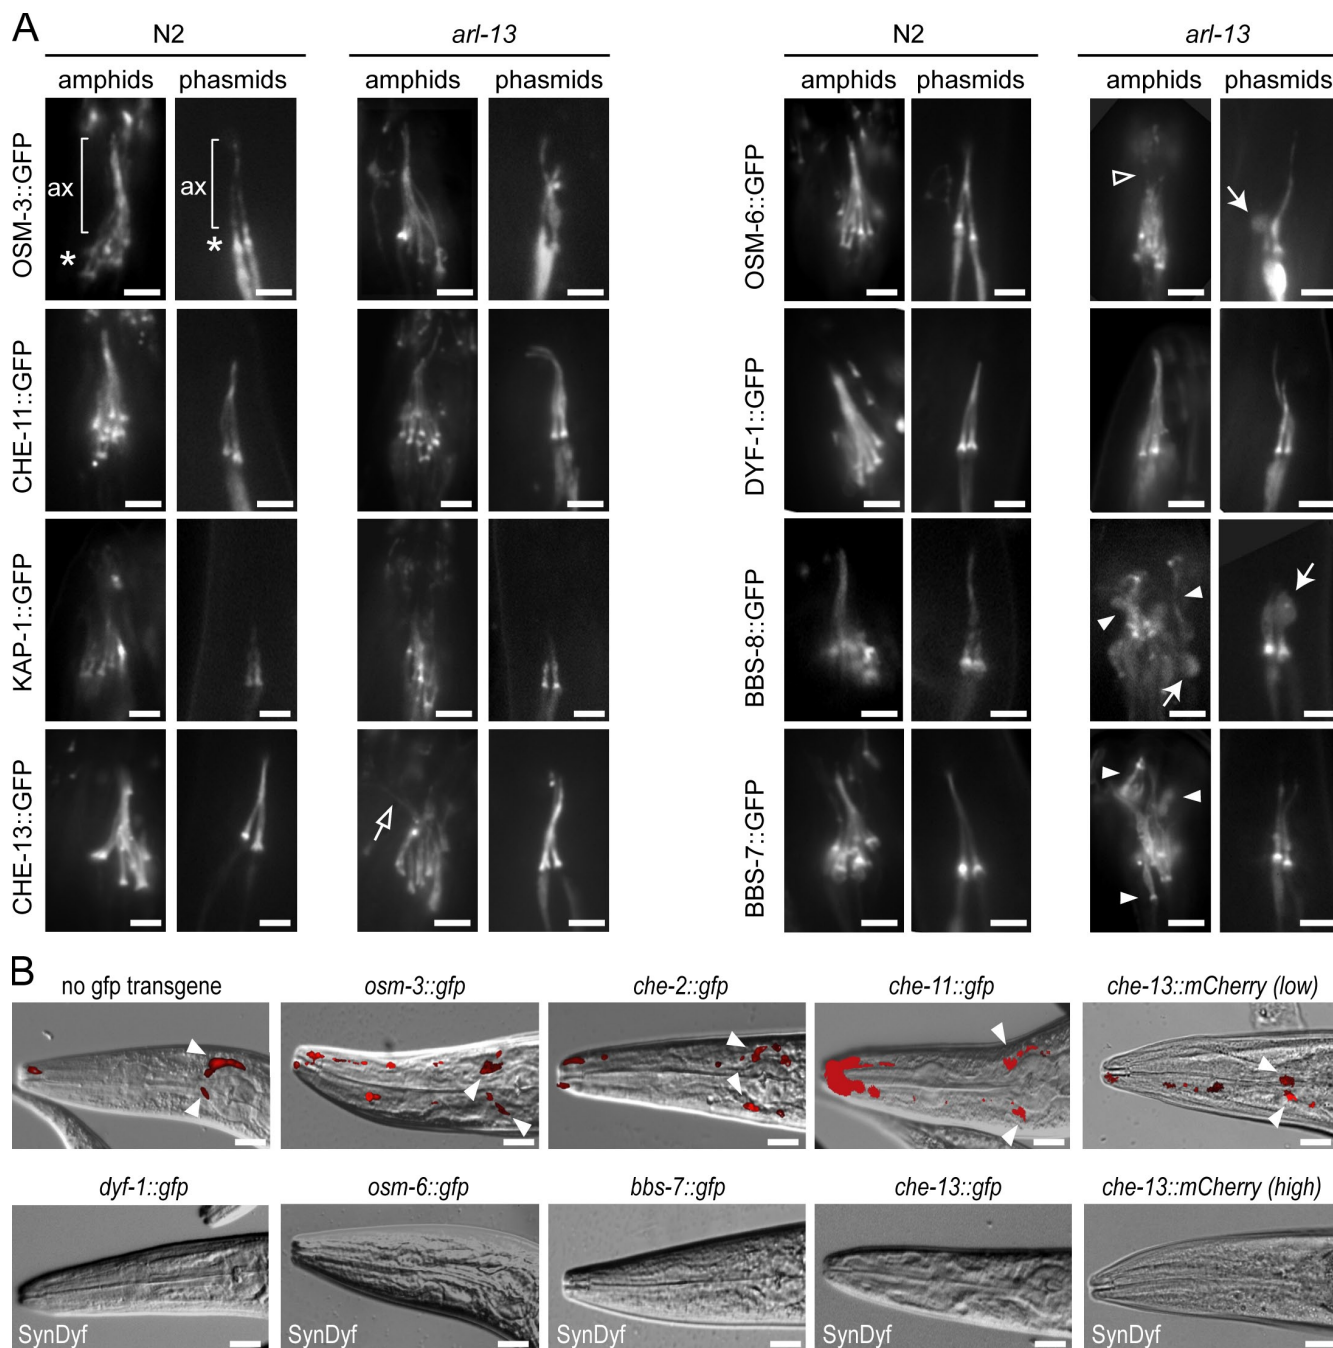 A
N2
arl-13
N2
arl-13
amphids
phasmids
amphids
phasmids
amphids
phasmids
amphids
phasmids
OSM-3::GFP
ax
*
ax
*
OSM-6::GFP
CHE-11::GFP
DYF-1::GFP
KAP-1::GFP
BBS-8::GFP
CHE-13::GFP
BBS-7::GFP
B
no gfp transgene
osm-3::gfp
che-2::gfp
che-11::gfp
che-13::mCherry (low)
dyf-1::gfp
osm-6::gfp
bbs-7::gfp
che-13::gfp
che-13::mCherry (high)
SynDyf
SynDyf
SynDyf
SynDyf
SynDyf